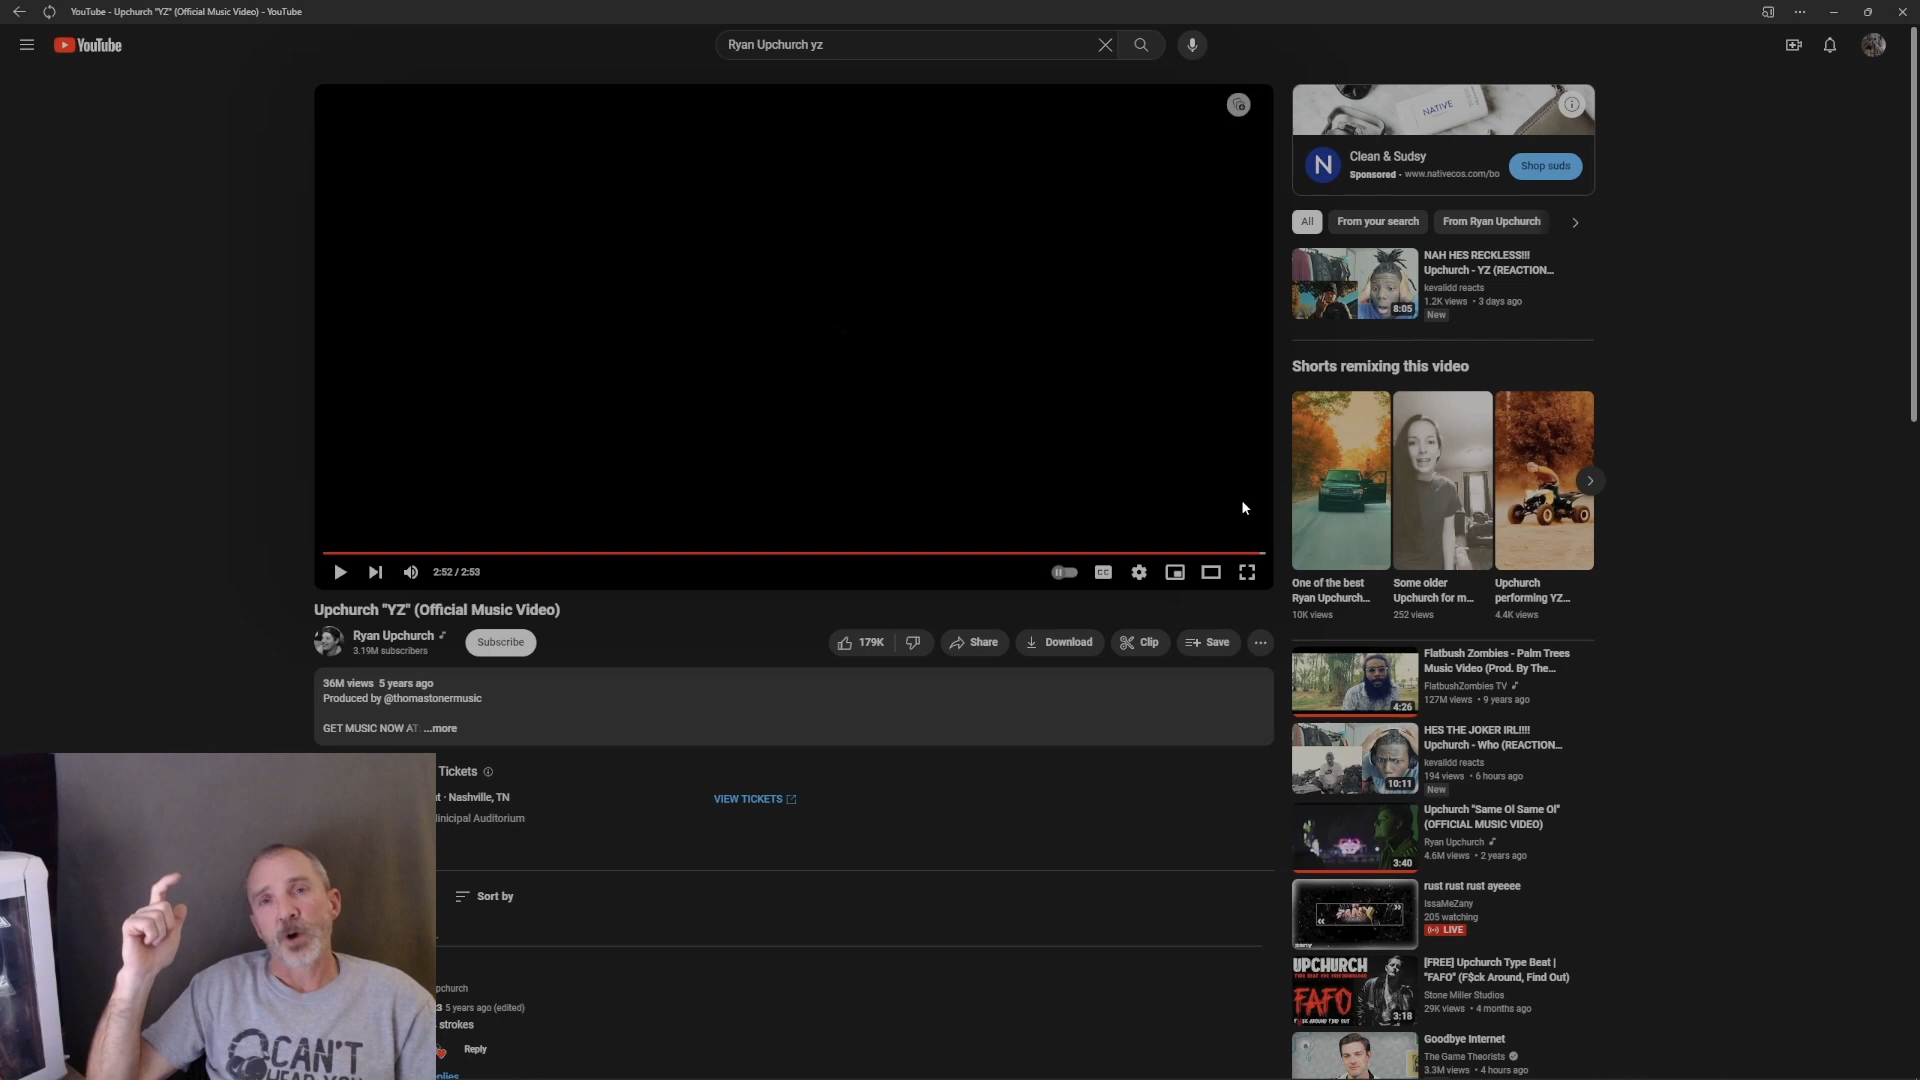 YouTube - Upchurch "YZ" (Official Music Video) - YouTube
YouTube
Ryan Upchurch yz
2:52 / 2:53
CC
Upchurch "YZ" (Official Music Video)
Ryan Upchurch
3.19M subscribers
Subscribe
179K
Share
Download
Clip
Save
36M views 5 years ago
Produced by @thomastonermusic
GET MUSIC NOW AT ...more
Tickets
· Nashville, TN
Auditorium
VIEW TICKETS
Sort by
5 years ago (edited)
strokes
Reply
CAN'T
HEAR YOU
NATIVE
N
Clean & Sudsy
Sponsored · www.nativecos.com/bo
Shop suds
All
From your search
From Ryan Upchurch
NAH HES RECKLESS!!!
Upchurch - YZ (REACTION...
kevaildd reacts
1.2K views • 3 days ago
New
8:05
Shorts remixing this video
One of the best
Ryan Upchurch...
10K views
Some older
Upchurch for m...
252 views
Upchurch
performing YZ...
4.4K views
Flatbush Zombies - Palm Trees
Music Video (Prod. By The...
FlatbushZombies TV
127M views • 9 years ago
4:26
HES THE JOKER IRL!!!!
Upchurch - Who (REACTION...
kevaildd reacts
194 views • 6 hours ago
New
10:11
Upchurch "Same Ol Same Ol"
(OFFICIAL MUSIC VIDEO)
Ryan Upchurch
4.6M views • 2 years ago
3:40
rust rust rust ayeeee
IssaMeZany
205 watching
LIVE
[FREE] Upchurch Type Beat |
"FAFO" (F$ck Around, Find Out)
Stone Miller Studios
29K views • 4 months ago
UPCHURCH
FAFO
3:18
Goodbye Internet
The Game Theorists
3.3M views • 4 hours ago